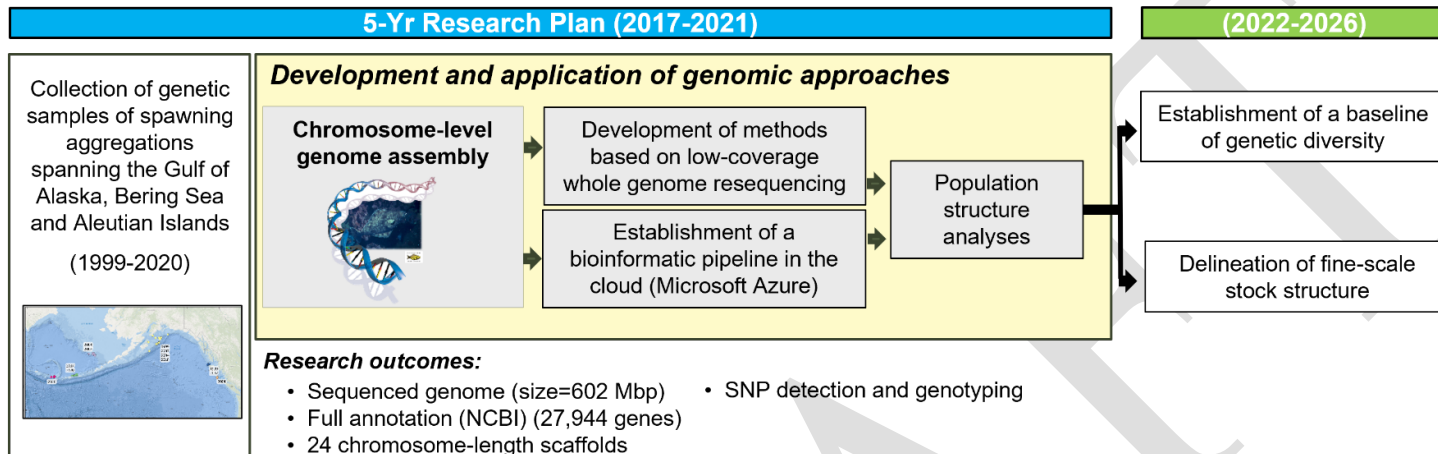 5-Yr Research Plan (2017-2021)
(2022-2026)
Collection of genetic
samples of spawning
aggregations
spanning the Gulf of
Alaska, Bering Sea
and Aleutian Islands
(1999-2020)
Development and application of genomic approaches
Chromosome-level
genome assembly
Development of methods
based on low-coverage
whole genome resequencing
Establishment of a
bioinformatic pipeline in the
cloud (Microsoft Azure)
Population
structure
analyses
Establishment of a baseline
of genetic diversity
Delineation of fine-scale
stock structure
Research outcomes:
• Sequenced genome (size=602 Mbp)
• Full annotation (NCBI) (27,944 genes)
• 24 chromosome-length scaffolds
• SNP detection and genotyping